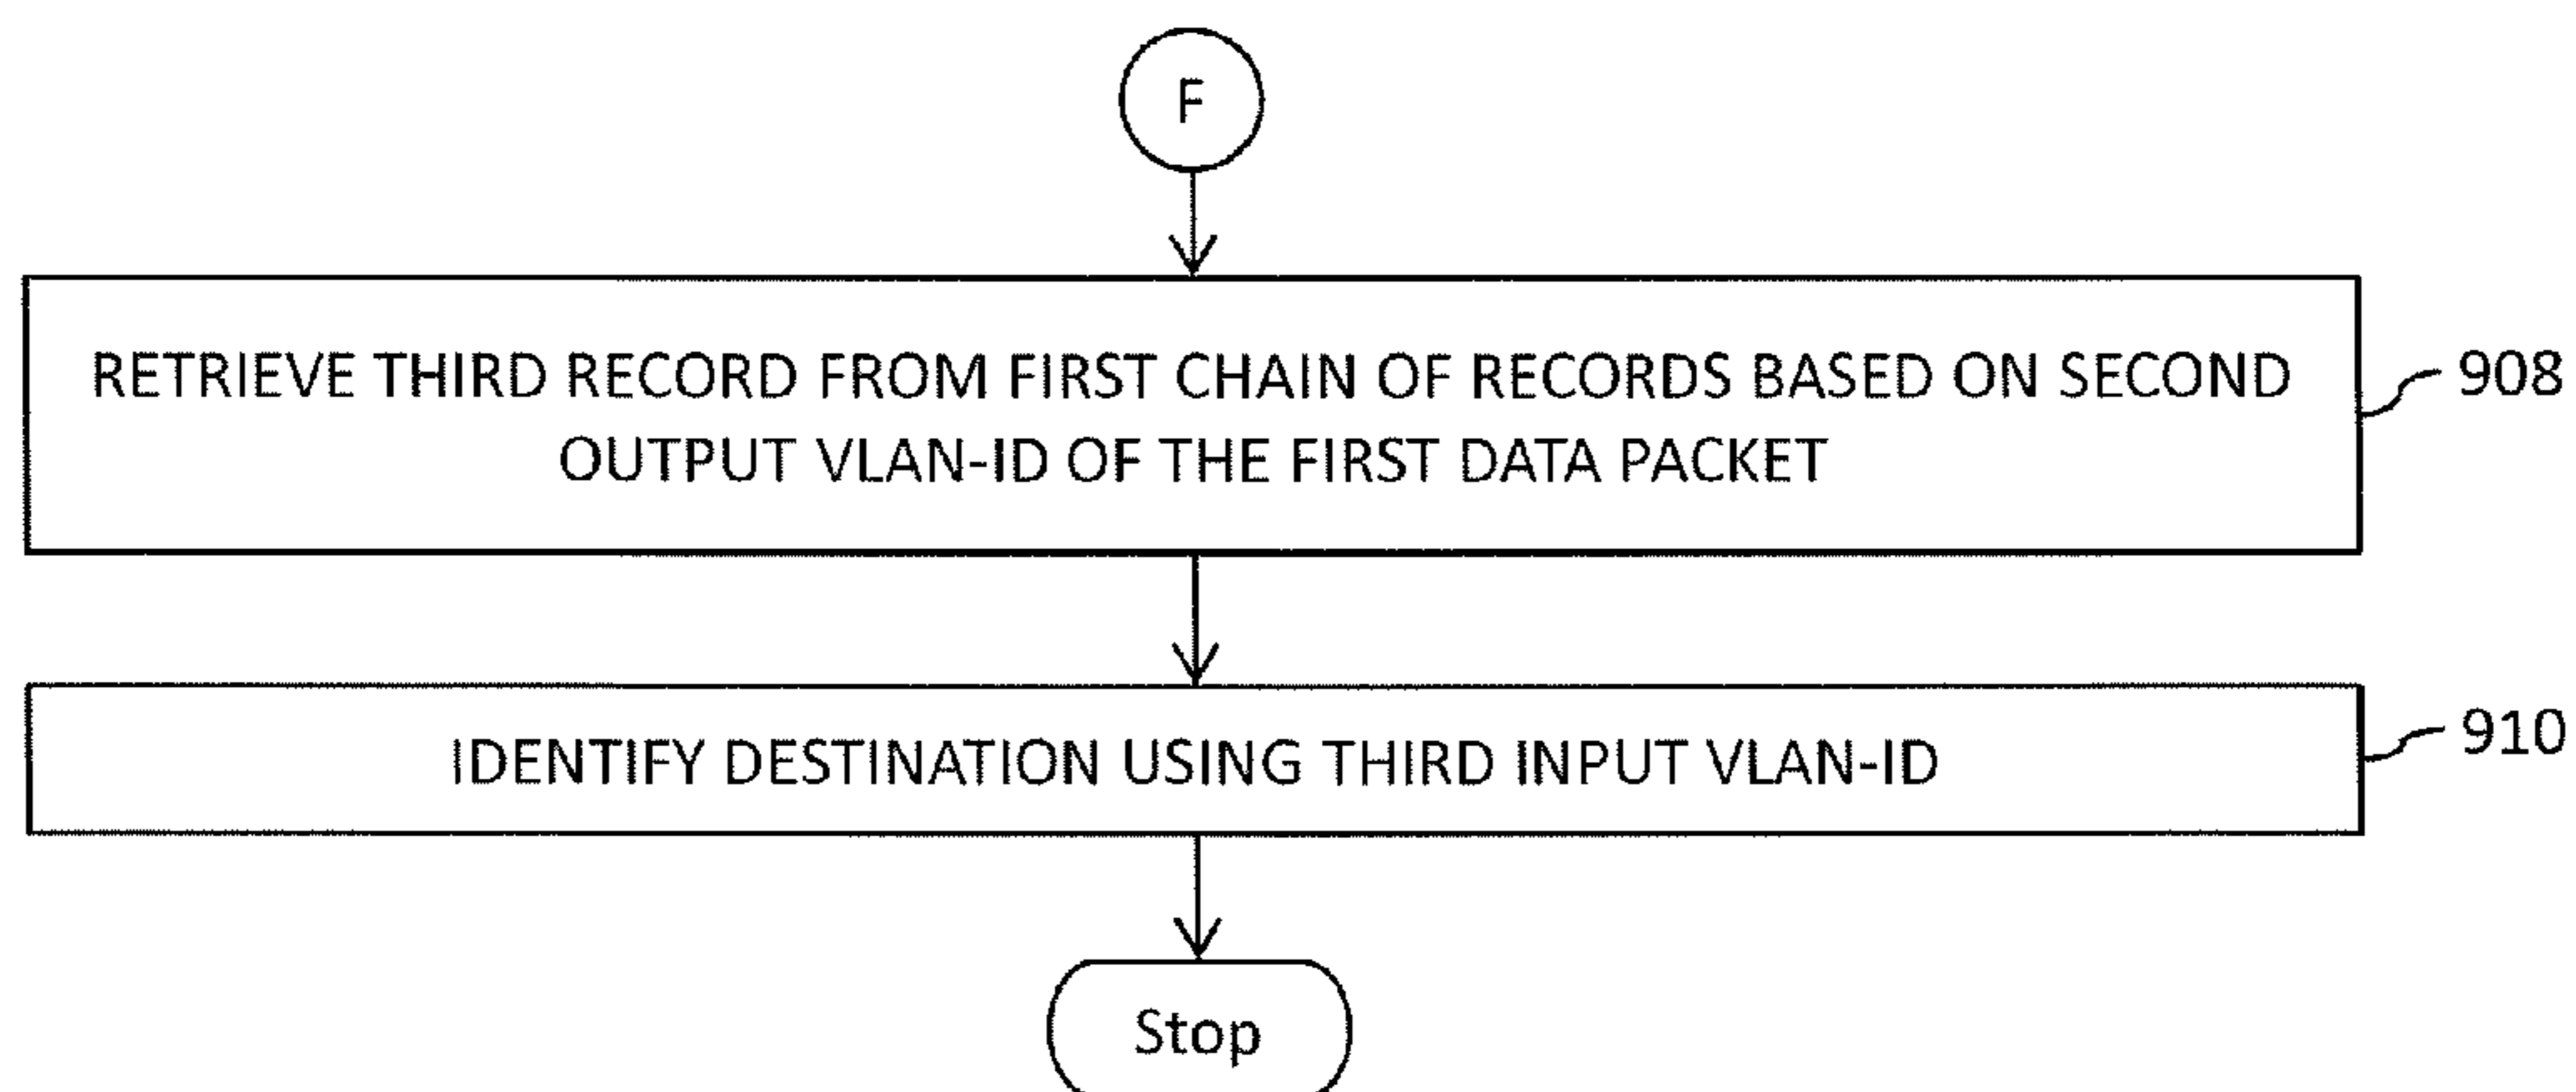 F
RETRIEVE THIRD RECORD FROM FIRST CHAIN OF RECORDS BASED ON SECOND
OUTPUT VLAN-ID OF THE FIRST DATA PACKET
908
IDENTIFY DESTINATION USING THIRD INPUT VLAN-ID
910
Stop